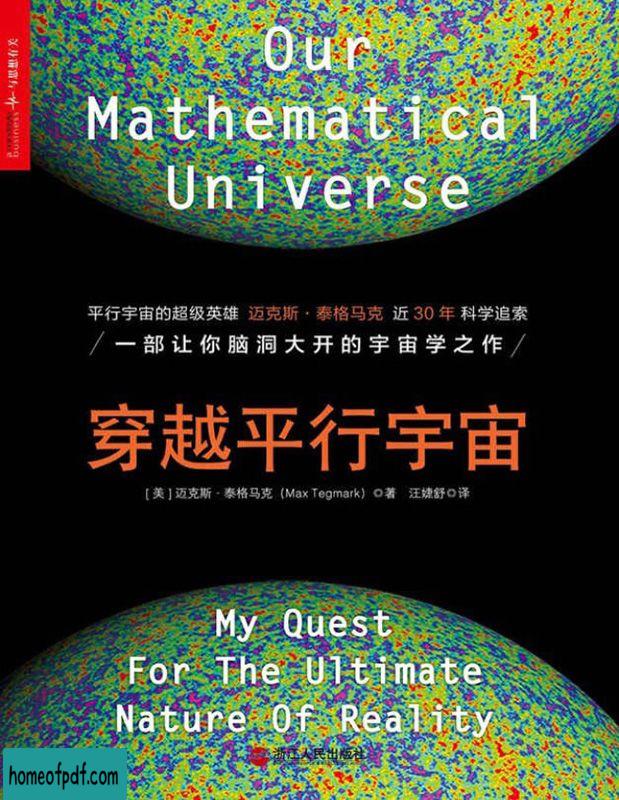 Our
Mathematical
Universe
平行宇宙的超级英雄 迈克斯·泰格马克 近 30 年 科学追索
一部让你脑洞大开的宇宙学之作
穿越平行宇宙
[美]迈克斯·泰格马克（Max Tegmark）◎著 汪婕舒◎译
My Quest
For The Ultimate
Nature Of Reality
浙江人民出版社
homeofpdf.com